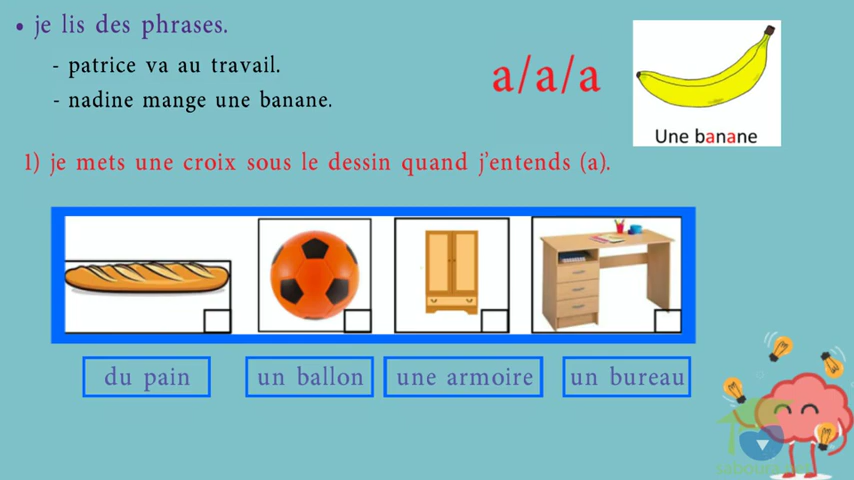 • je lis des phrases.
- patrice va au travail.
- nadine mange une banane.
a/a/a
Une banane
1) je mets une croix sous le dessin quand j'entends (a).
du pain
un ballon
une armoire
un bureau